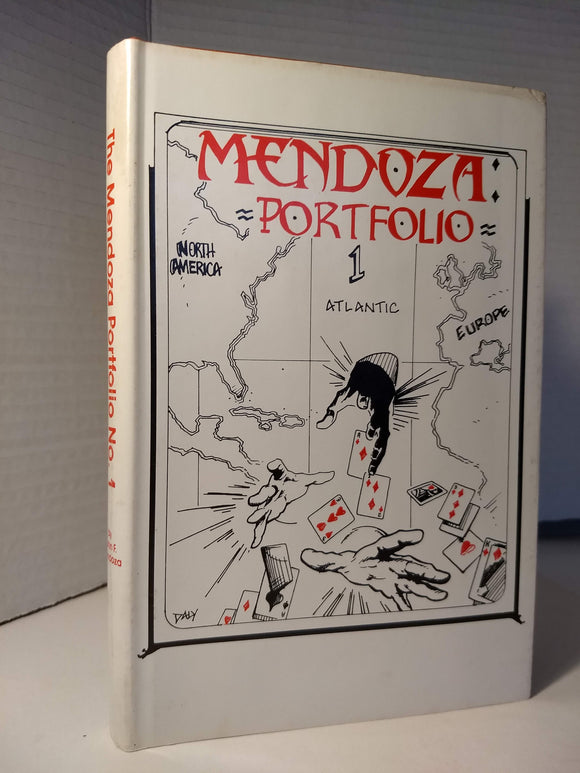 MENDOZA:
≈ PORTFOLIO ≈
1
NORTH
AMERICA
ATLANTIC
EUROPE
DALY
The Mendoza Portfolio No. 1